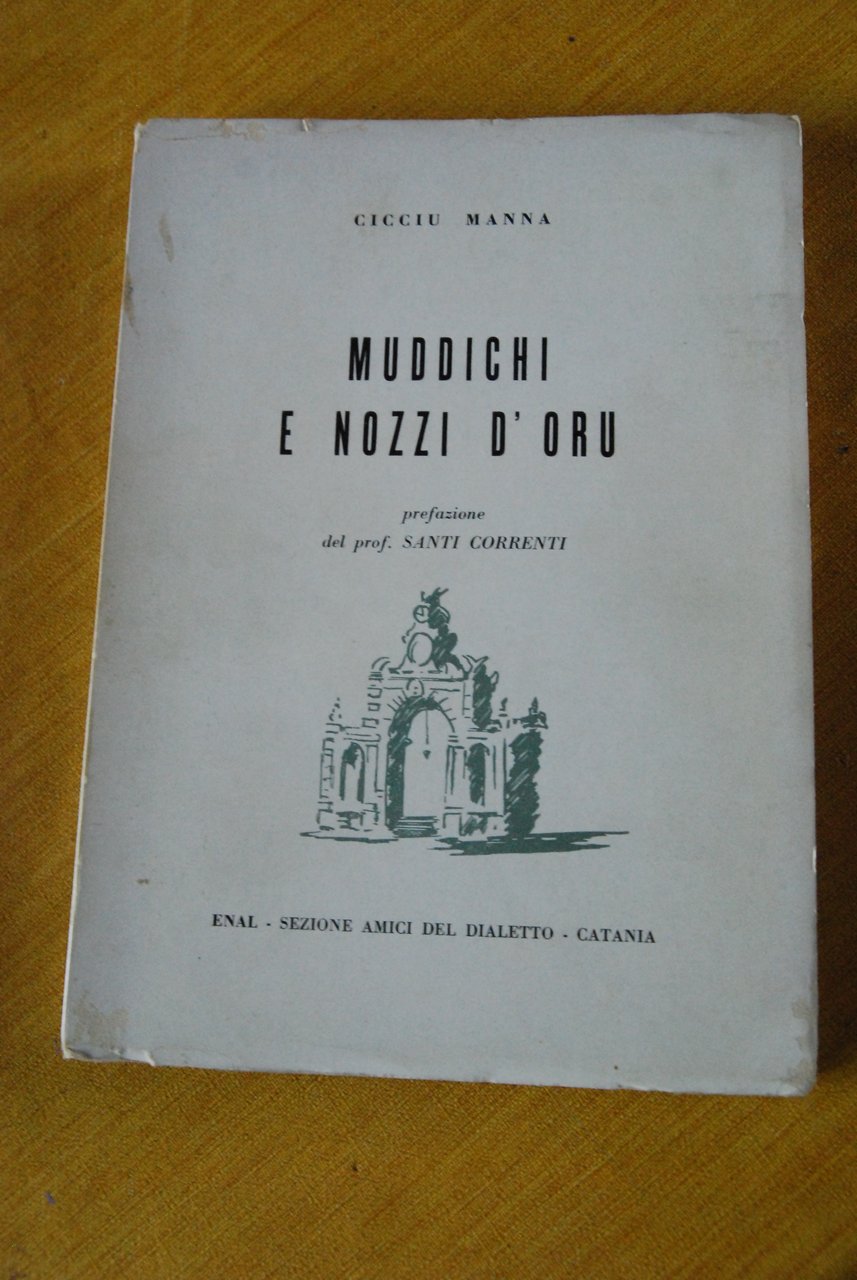 CICCIU MANNA
MUDDICHI
E NOZZI D'ORU
prefazione
del prof. SANTI CORRENTI
ENAL - SEZIONE AMICI DEL DIALETTO - CATANIA